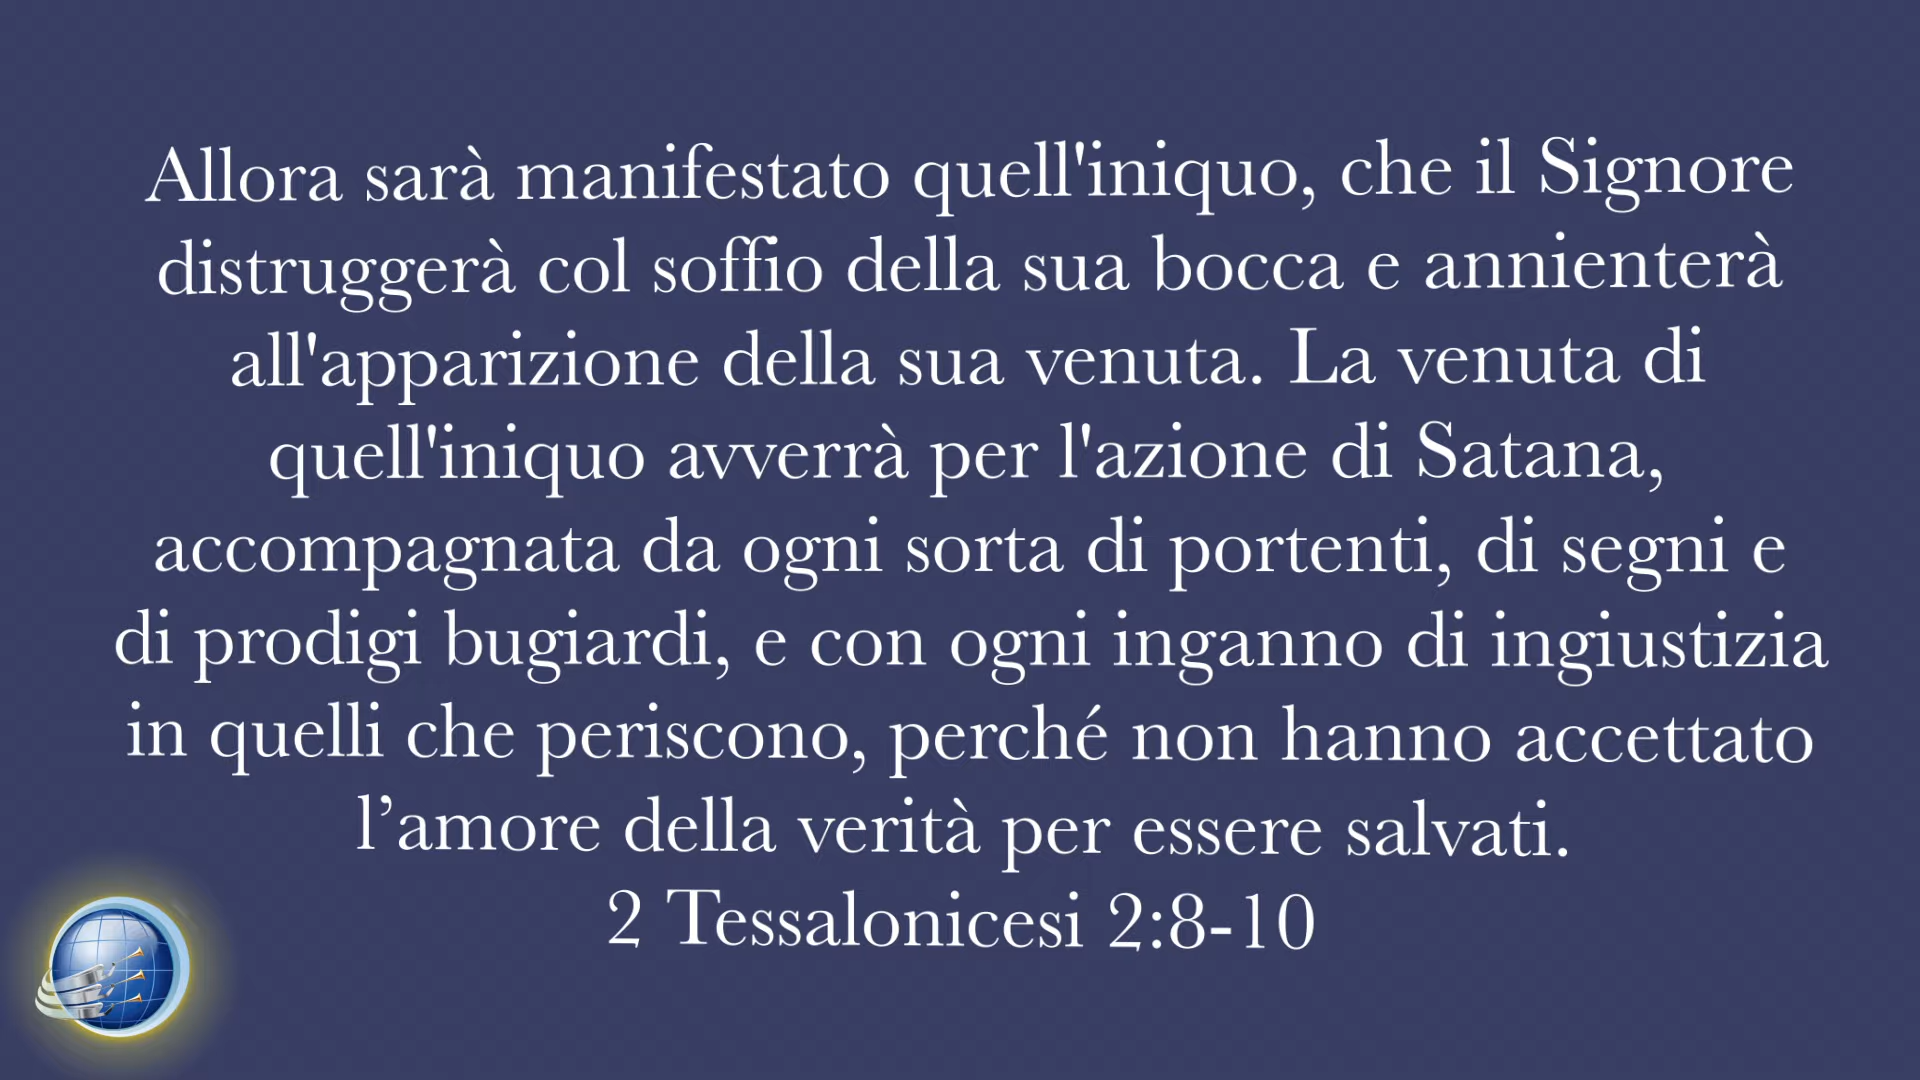 Allora sarà manifestato quell'iniquo, che il Signore
distruggerà col soffio della sua bocca e annienterà
all'apparizione della sua venuta. La venuta di
quell'iniquo avverrà per l'azione di Satana,
accompagnata da ogni sorta di portenti, di segni e
di prodigi bugiardi, e con ogni inganno di ingiustizia
in quelli che periscono, perché non hanno accettato
l’amore della verità per essere salvati.
2 Tessalonicesi 2:8-10